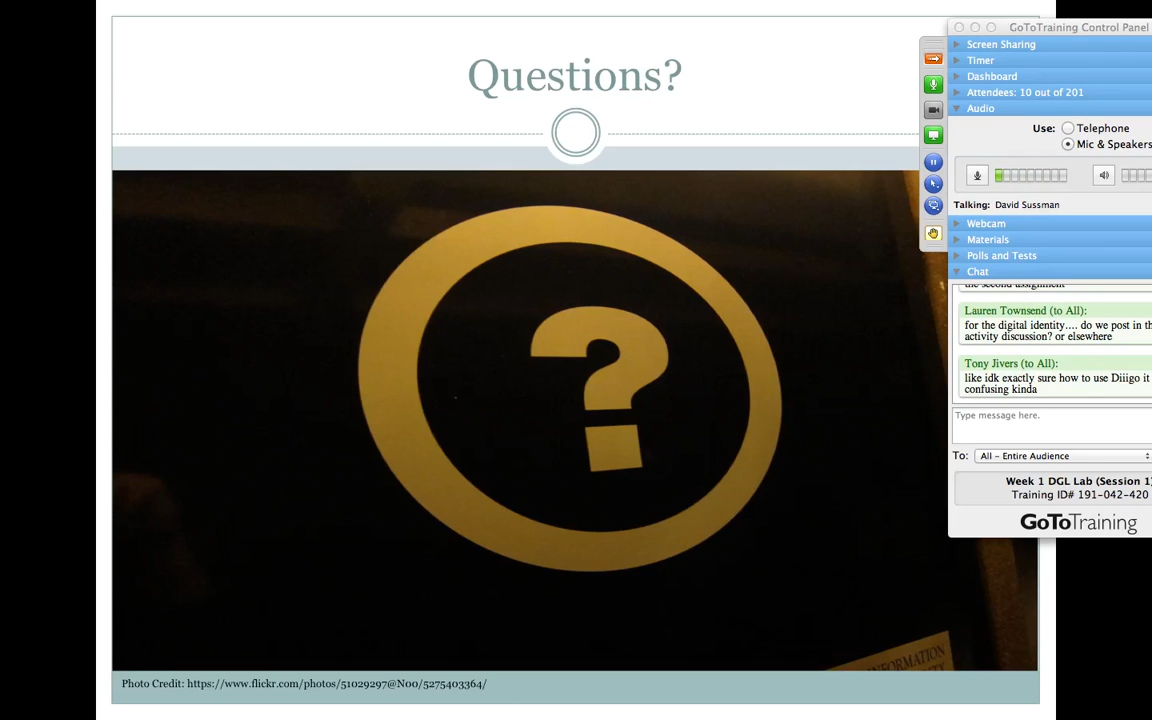 Questions?
?
INFORMATION
Photo Credit: https://www.flickr.com/photos/51029297@N00/5275403364/
GoToTraining Control Panel
Screen Sharing
Timer
Dashboard
Attendees: 10 out of 201
Audio
Use: Telephone
Mic & Speakers
Talking: David Sussman
Webcam
Materials
Polls and Tests
Chat
the second assignment
Lauren Townsend (to All):
for the digital identity.... do we post in th
activity discussion? or elsewhere
Tony Jivers (to All):
like idk exactly sure how to use Diiigo it
confusing kinda
Type message here.
To: All – Entire Audience
Week 1 DGL Lab (Session 1)
Training ID# 191-042-420
GoToTraining